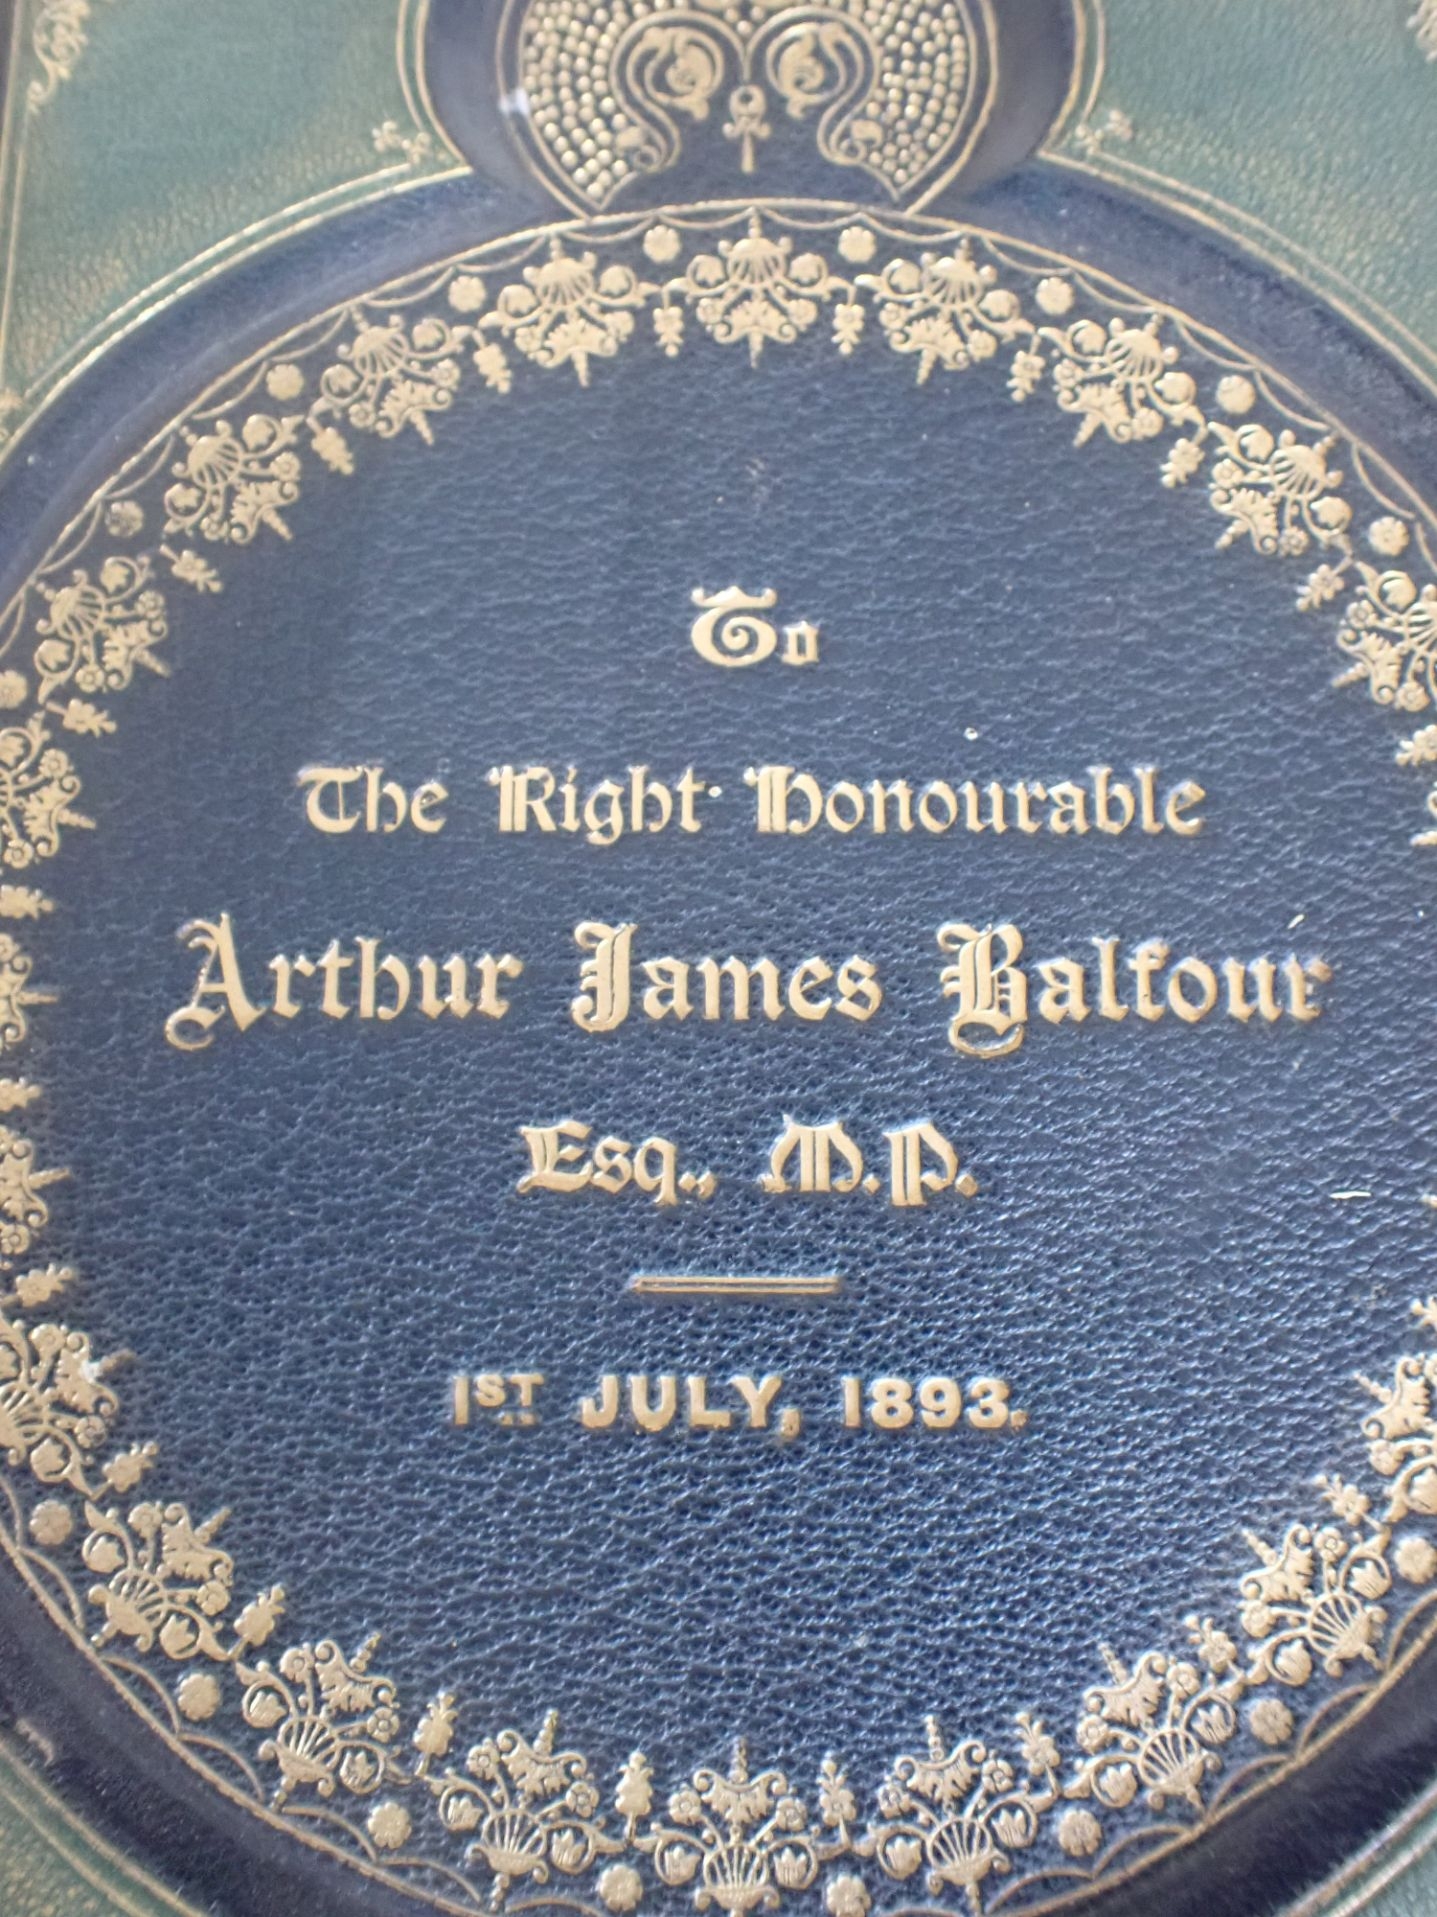 To
The Right Honourable
Arthur James Balfour
Esq., M.P.
1ST JULY, 1893.